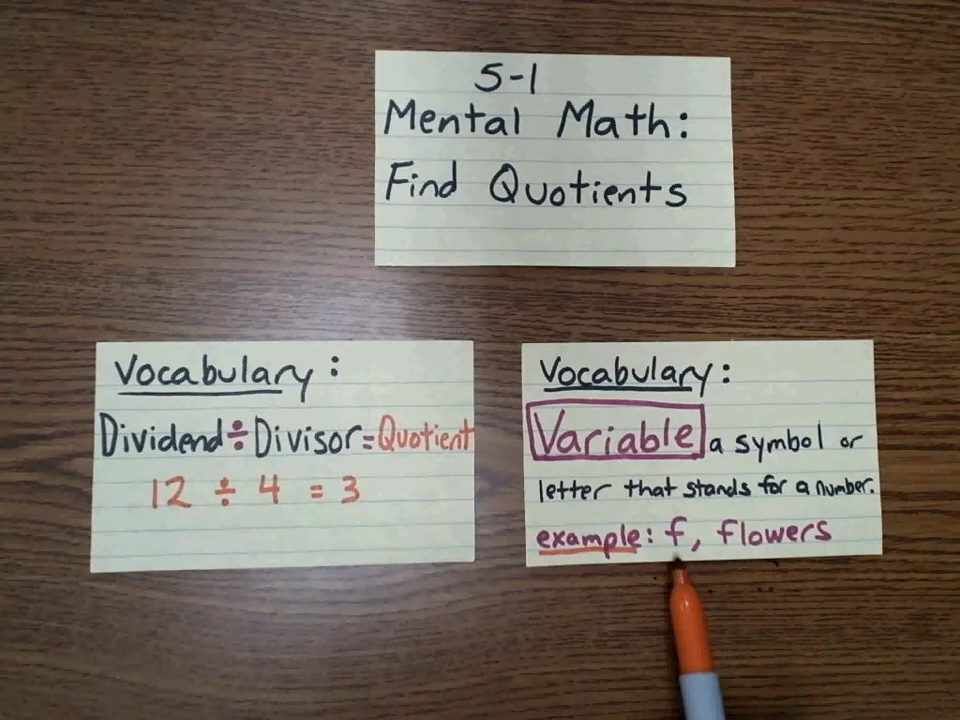 5-1
Mental Math:
Find Quotients
Vocabulary:
Dividend÷Divisor=Quotient
12 ÷ 4 = 3
Vocabulary:
Variable a symbol or
letter that stands for a number.
example: f, flowers